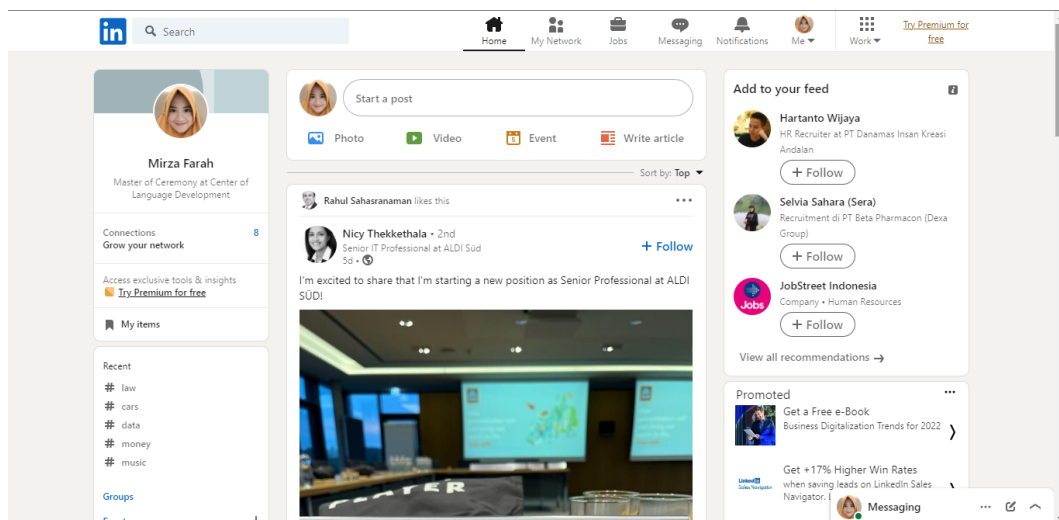 in
Search
Home
My Network
Jobs
Messaging
Notifications
Me
Work
Try Premium for
free
Mirza Farah
Master of Ceremony at Center of
Language Development
Connections 8
Grow your network
Access exclusive tools & insights
Try Premium for free
My items
Recent
# law
# cars
# data
# money
# music
Groups
Start a post
Photo
Video
Event
Write article
Sort by: Top
Rahul Sahasranaman likes this
Nicy Thekkethala • 2nd
Senior IT Professional at ALDI Süd
5d •
+ Follow
I'm excited to share that I'm starting a new position as Senior Professional at ALDI
SÜD!
Add to your feed
Hartanto Wijaya
HR Recruiter at PT Danamas Insan Kreasi
Andalan
+ Follow
Selvia Sahara (Sera)
Recruitment di PT Beta Pharmacon (Dexa
Group)
+ Follow
Jobs
JobStreet Indonesia
Company • Human Resources
+ Follow
View all recommendations →
Promoted
Get a Free e-Book
Business Digitalization Trends for 2022
LinkedIn
Sales Navigator
Get +17% Higher Win Rates
when saving leads on LinkedIn Sales
Navigator.
Messaging